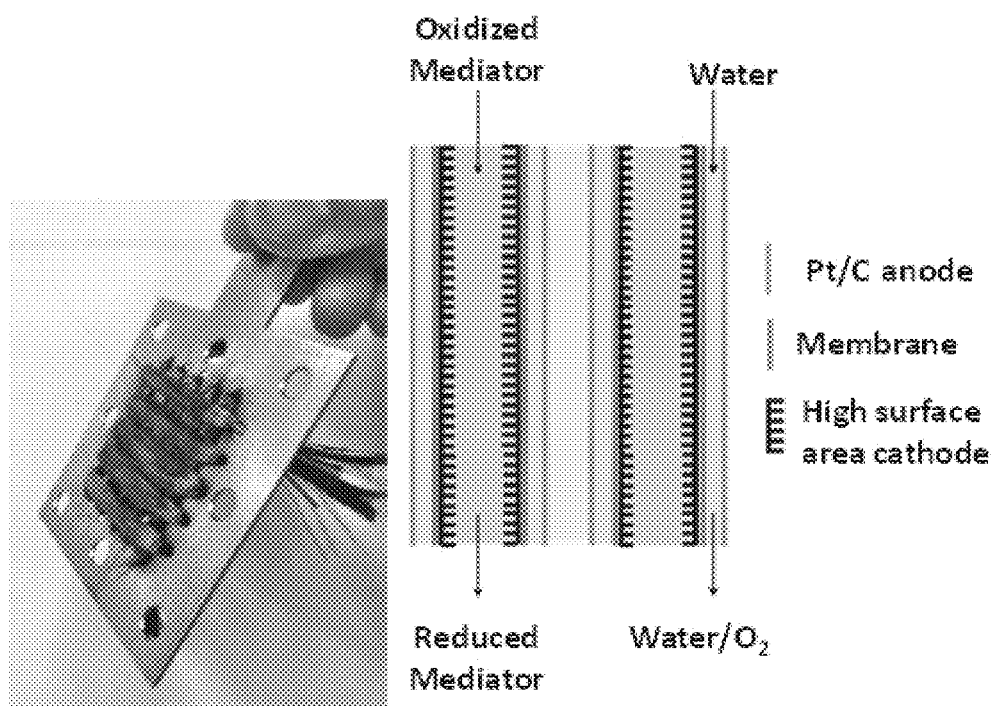 Oxidized
Mediator
Water
Pt/C anode
Membrane
High surface
area cathode
Reduced
Mediator
Water/O₂